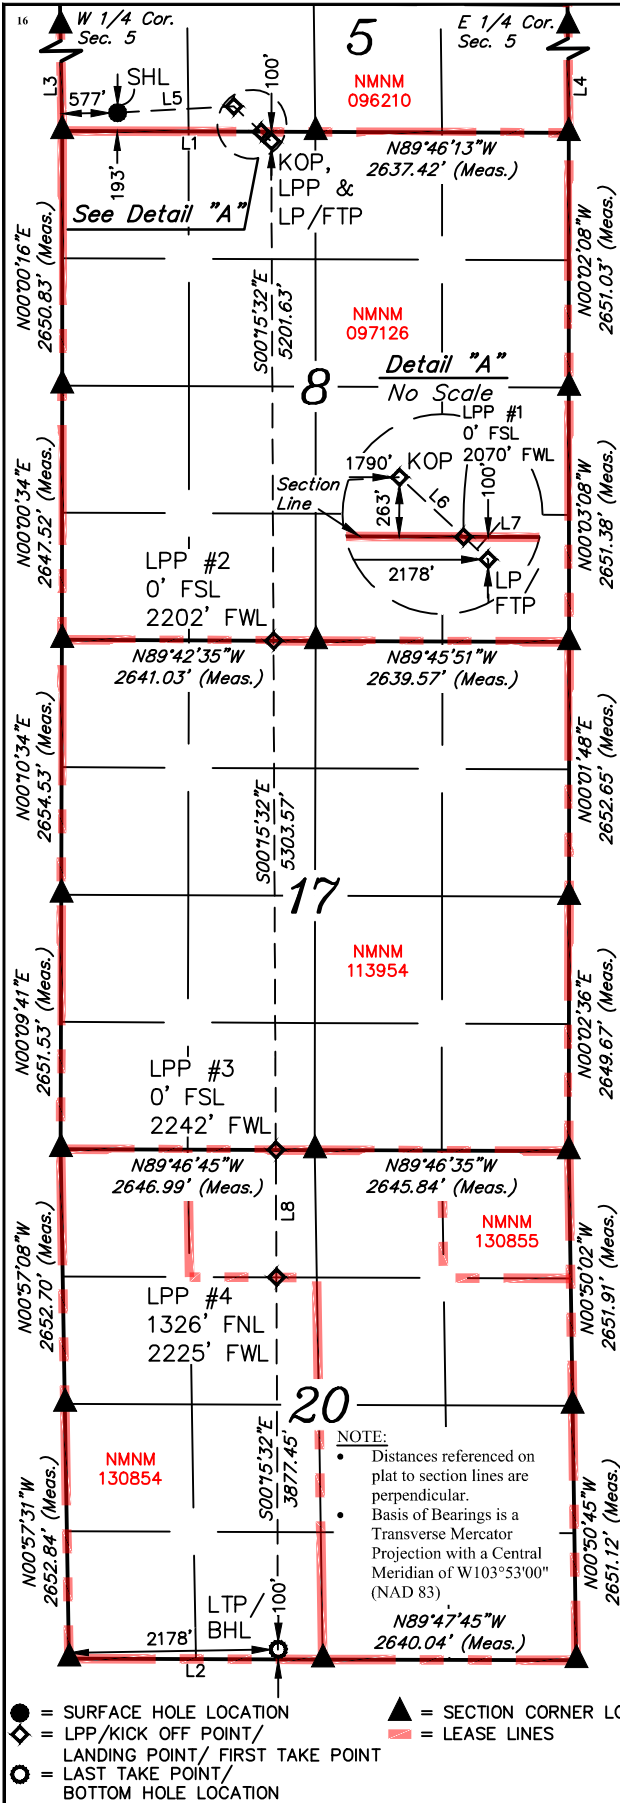 16
W 1/4 Cor.
Sec. 5
5
E 1/4 Cor.
Sec. 5
L3
L4
NMNM
096210
SHL
577'
L5
100'
L1
193'
KOP,
LPP &
LP/FTP
N89°46'13"W
2637.42' (Meas.)
See Detail "A"
N00°00'16"E
2650.83' (Meas.)
S00°15'32"E
5201.63'
N00°02'08"W
2651.03' (Meas.)
NMNM
097126
8
Detail "A"
No Scale
LPP #1
0' FSL
2070' FWL
1790'
KOP
Section
Line
263'
L6
100'
L7
2178'
LP/
FTP
N00°00'34"E
2647.52' (Meas.)
N00°03'08"W
2651.38' (Meas.)
LPP #2
0' FSL
2202' FWL
N89°42'35"W
2641.03' (Meas.)
N89°45'51"W
2639.57' (Meas.)
N00°10'34"E
2654.53' (Meas.)
S00°15'32"E
5303.57'
N00°01'48"E
2652.65' (Meas.)
17
NMNM
113954
N00°09'41"E
2651.53' (Meas.)
N00°02'36"E
2649.67' (Meas.)
LPP #3
0' FSL
2242' FWL
N89°46'45"W
2646.99' (Meas.)
N89°46'35"W
2645.84' (Meas.)
L8
NMNM
130855
N00°57'08"W
2652.70' (Meas.)
N00°50'02"W
2651.91' (Meas.)
LPP #4
1326' FNL
2225' FWL
20
S00°15'32"E
3877.45'
NMNM
130854
NOTE:
• Distances referenced on
plat to section lines are
perpendicular.
• Basis of Bearings is a
Transverse Mercator
Projection with a Central
Meridian of W103°53'00"
(NAD 83)
N00°57'31"W
2652.84' (Meas.)
N00°50'45"W
2651.12' (Meas.)
LTP/
BHL
100'
2178'
L2
N89°47'45"W
2640.04' (Meas.)
= SURFACE HOLE LOCATION
= LPP/KICK OFF POINT/
LANDING POINT/ FIRST TAKE POINT
= LAST TAKE POINT/
BOTTOM HOLE LOCATION
= SECTION CORNER LO
= LEASE LINES